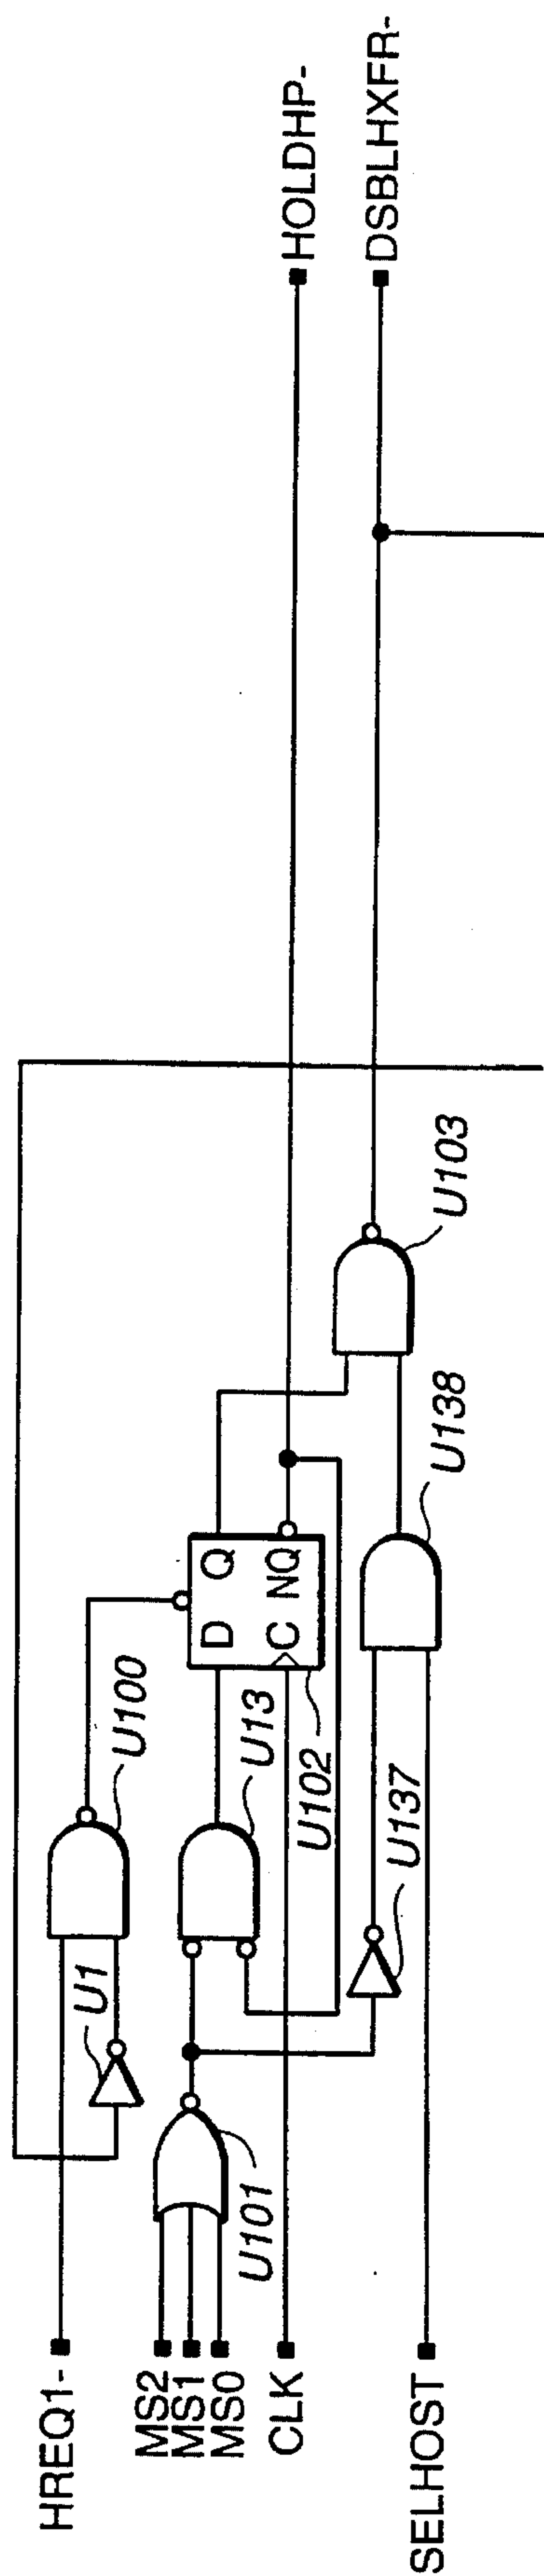 HREQ1-
MS2
MS1
MS0
CLK
SELHOST
U1
U100
U101
U13
D Q
C NQ
U102
U137
U138
U103
HOLDHP-
DSBLHXFR-